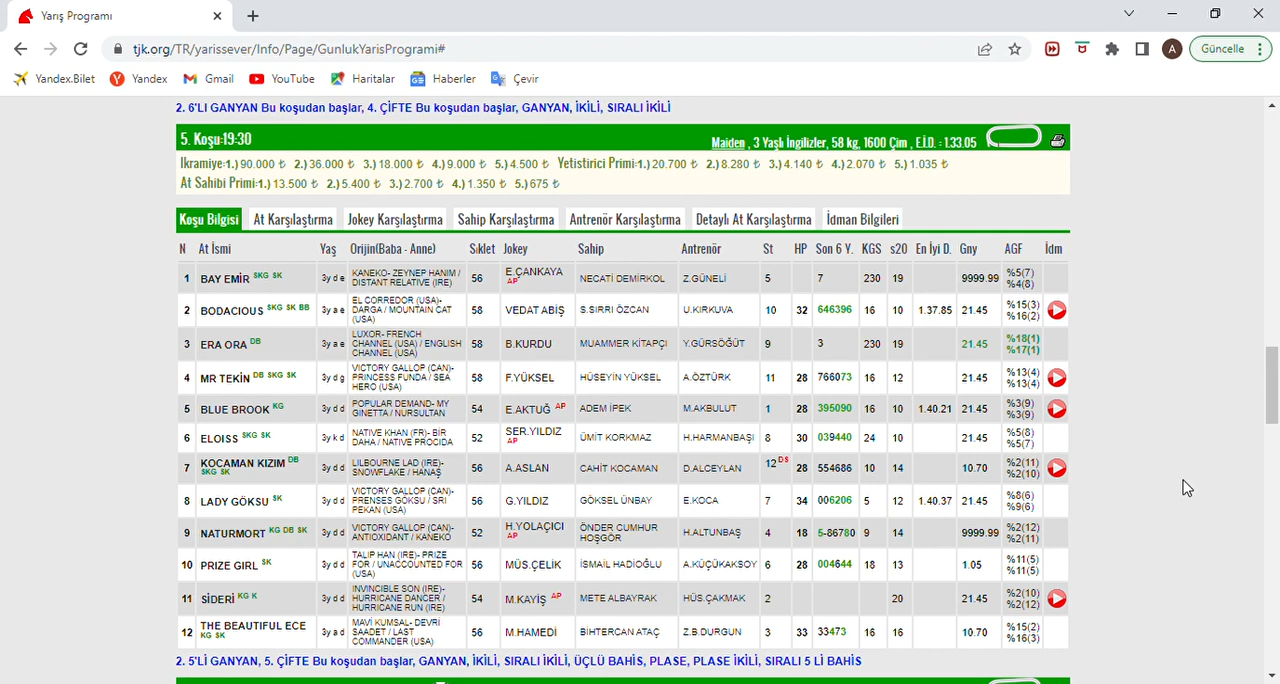 Yarış Programı
tjk.org/TR/yarissever/Info/Page/GunlukYarisProgrami#
A
Güncelle
Yandex.Bilet Yandex Gmail YouTube Haritalar Haberler Çevir
2. 6'LI GANYAN Bu koşudan başlar, 4. ÇİFTE Bu koşudan başlar, GANYAN, İKİLİ, SIRALI İKİLİ
5. Koşu:19:30 Maiden , 3 Yaşlı İngilizler, 58 kg, 1600 Çim , E.İ.D. : 1.33.05
Ikramiye:1.) 90.000 ₺ 2.) 36.000 ₺ 3.) 18.000 ₺ 4.) 9.000 ₺ 5.) 4.500 ₺ Yetistirici Primi:1.) 20.700 ₺ 2.) 8.280 ₺ 3.) 4.140 ₺ 4.) 2.070 ₺ 5.) 1.035 ₺
At Sahibi Primi:1.) 13.500 ₺ 2.) 5.400 ₺ 3.) 2.700 ₺ 4.) 1.350 ₺ 5.) 675 ₺
Koşu Bilgisi At Karşılaştırma Jokey Karşılaştırma Sahip Karşılaştırma Antrenör Karşılaştırma Detaylı At Karşılaştırma İdman Bilgileri
N At İsmi Yaş Orijin(Baba - Anne) Sıklet Jokey Sahip Antrenör St HP Son 6 Y. KGS s20 En İyi D. Gny AGF İdm
1 BAY EMİR SKG SK 3y d e KANEKO- ZEYNEP HANIM / DISTANT RELATIVE (IRE) 56 E.ÇANKAYA AP NECATİ DEMİRKOL Z.GÜNELİ 5 7 230 19 9999.99 %5(7) %4(8)
2 BODACIOUS SKG SK BB 3y a e EL CORREDOR (USA)- DARGA / MOUNTAIN CAT (USA) 58 VEDAT ABİŞ S.SIRRI ÖZCAN U.KIRKUVA 10 32 646396 16 10 1.37.85 21.45 %15(3) %16(2)
3 ERA ORA DB 3y a e LUXOR- FRENCH CHANNEL (USA) / ENGLISH CHANNEL (USA) 58 B.KURDU MUAMMER KİTAPÇI Y.GÜRSÖĞÜT 9 3 230 19 21.45 %18(1) %17(1)
4 MR TEKİN DB SKG SK 3y d g VICTORY GALLOP (CAN)- PRINCESS FUNDA / SEA HERO (USA) 58 F.YÜKSEL HÜSEYİN YÜKSEL A.ÖZTÜRK 11 28 766073 16 12 21.45 %13(4) %13(4)
5 BLUE BROOK KG 3y d d POPULAR DEMAND- MY GINETTA / NURSULTAN 54 E.AKTUĞ AP ADEM İPEK M.AKBULUT 1 28 395090 16 10 1.40.21 21.45 %3(9) %3(9)
6 ELOISS SKG SK 3y k d NATIVE KHAN (FR)- BİR DAHA / NATIVE PROCIDA 52 SER.YILDIZ AP ÜMİT KORKMAZ H.HARMANBAŞI 8 30 039440 24 10 21.45 %5(8) %5(7)
7 KOCAMAN KIZIM DB SKG SK 3y d d LILBOURNE LAD (IRE)- SNOWFLAKE / HANAŞ 56 A.ASLAN CAHİT KOCAMAN D.ALCEYLAN 12 DS 28 554686 10 14 10.70 %2(11) %2(10)
8 LADY GÖKSU SK 3y d d VICTORY GALLOP (CAN)- PRENSES GÖKSU / SRI PEKAN (USA) 56 G.YILDIZ GÖKSEL ÜNBAY E.KOCA 7 34 006206 5 12 1.40.37 21.45 %8(6) %9(6)
9 NATURMORT KG DB SK 3y d d VICTORY GALLOP (CAN)- ANTIOXIDANT / KANEKO 52 H.YOLAÇICI AP ÖNDER CUMHUR HOŞGÖR H.ALTUNBAŞ 4 18 5-86780 9 14 9999.99 %2(12) %2(11)
10 PRIZE GIRL SK 3y d d TALIP HAN (IRE)- PRIZE FOR / UNACCOUNTED FOR (USA) 56 MÜS.ÇELİK İSMAİL HADİOĞLU A.KÜÇÜKAKSOY 6 28 004644 18 13 1.05 %11(5) %11(5)
11 SİDERİ KG K 3y d d INVINCIBLE SON (IRE)- HURRICANE DANCER / HURRICANE RUN (IRE) 54 M.KAYİŞ AP METE ALBAYRAK HÜS.ÇAKMAK 2 20 21.45 %2(10) %2(12)
12 THE BEAUTIFUL ECE KG SK 3y a d MAVİ KUMSAL- DEVRİ SAADET / LAST COMMANDER (USA) 56 M.HAMEDİ BİHTERCAN ATAÇ Z.B.DURGUN 3 33 33473 16 16 10.70 %15(2) %16(3)
2. 5'Lİ GANYAN, 5. ÇİFTE Bu koşudan başlar, GANYAN, İKİLİ, SIRALI İKİLİ, ÜÇLÜ BAHİS, PLASE, PLASE İKİLİ, SIRALI 5 Lİ BAHİS